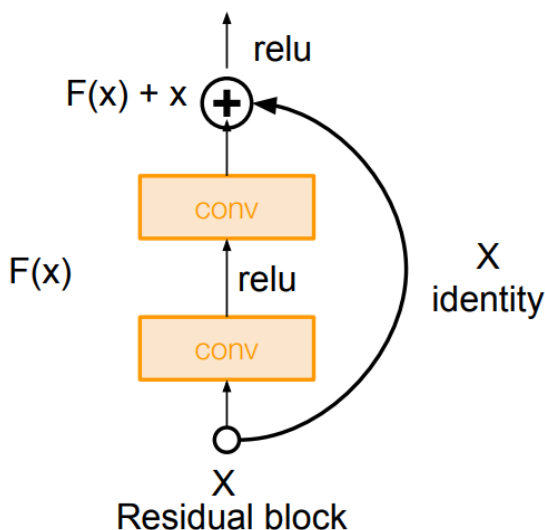 relu
F(x) + x
conv
F(x)
relu
X
identity
conv
X
Residual block